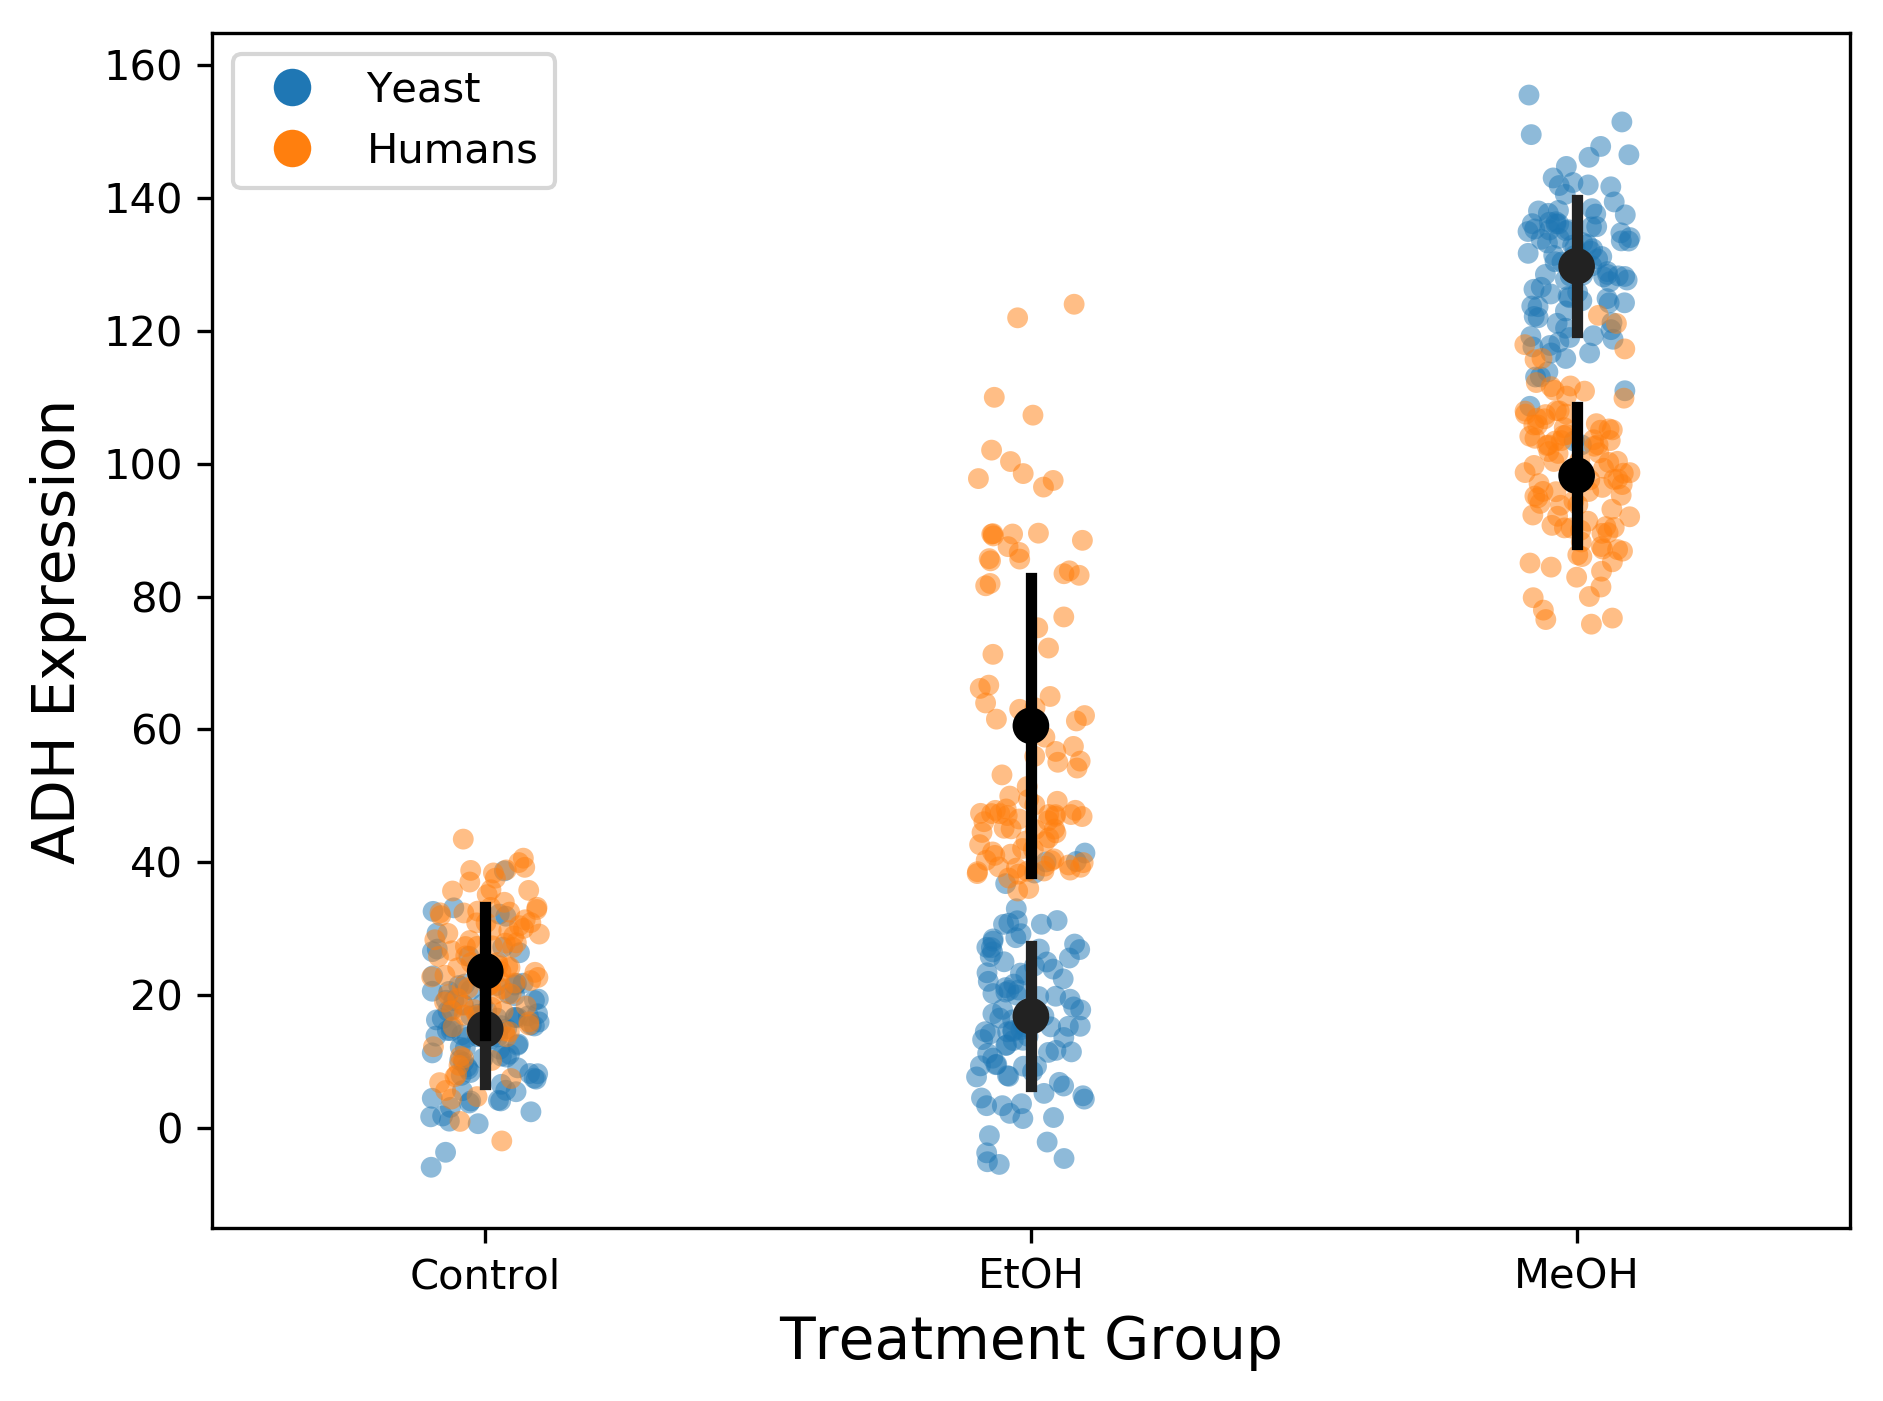 160
140
120
100
80
60
40
20
0
ADH Expression
Yeast
Humans
Control
EtOH
MeOH
Treatment Group